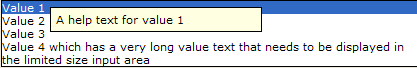 Value 1
A help text for value 1
Value 2
Value 3
Value 4 which has a very long value text that needs to be displayed in
the limited size input area